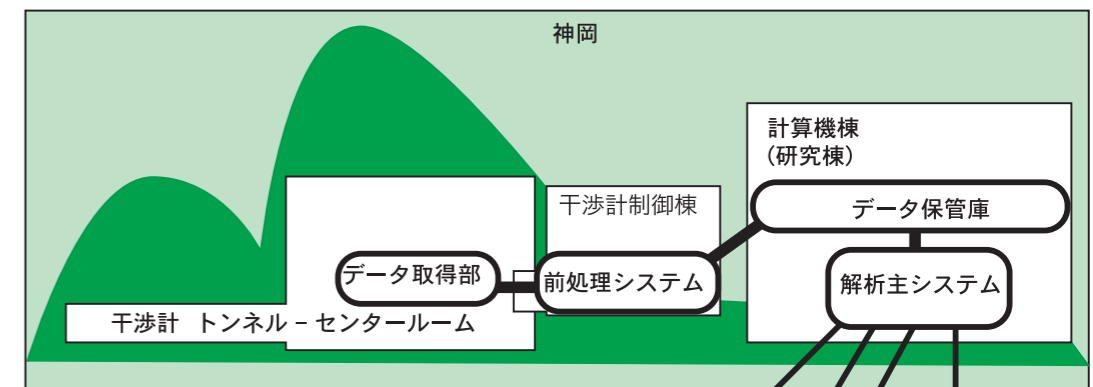 神岡
計算機棟
(研究棟)
干渉計制御棟
データ保管庫
データ取得部
前処理システム
解析主システム
干渉計 トンネル－センタールーム